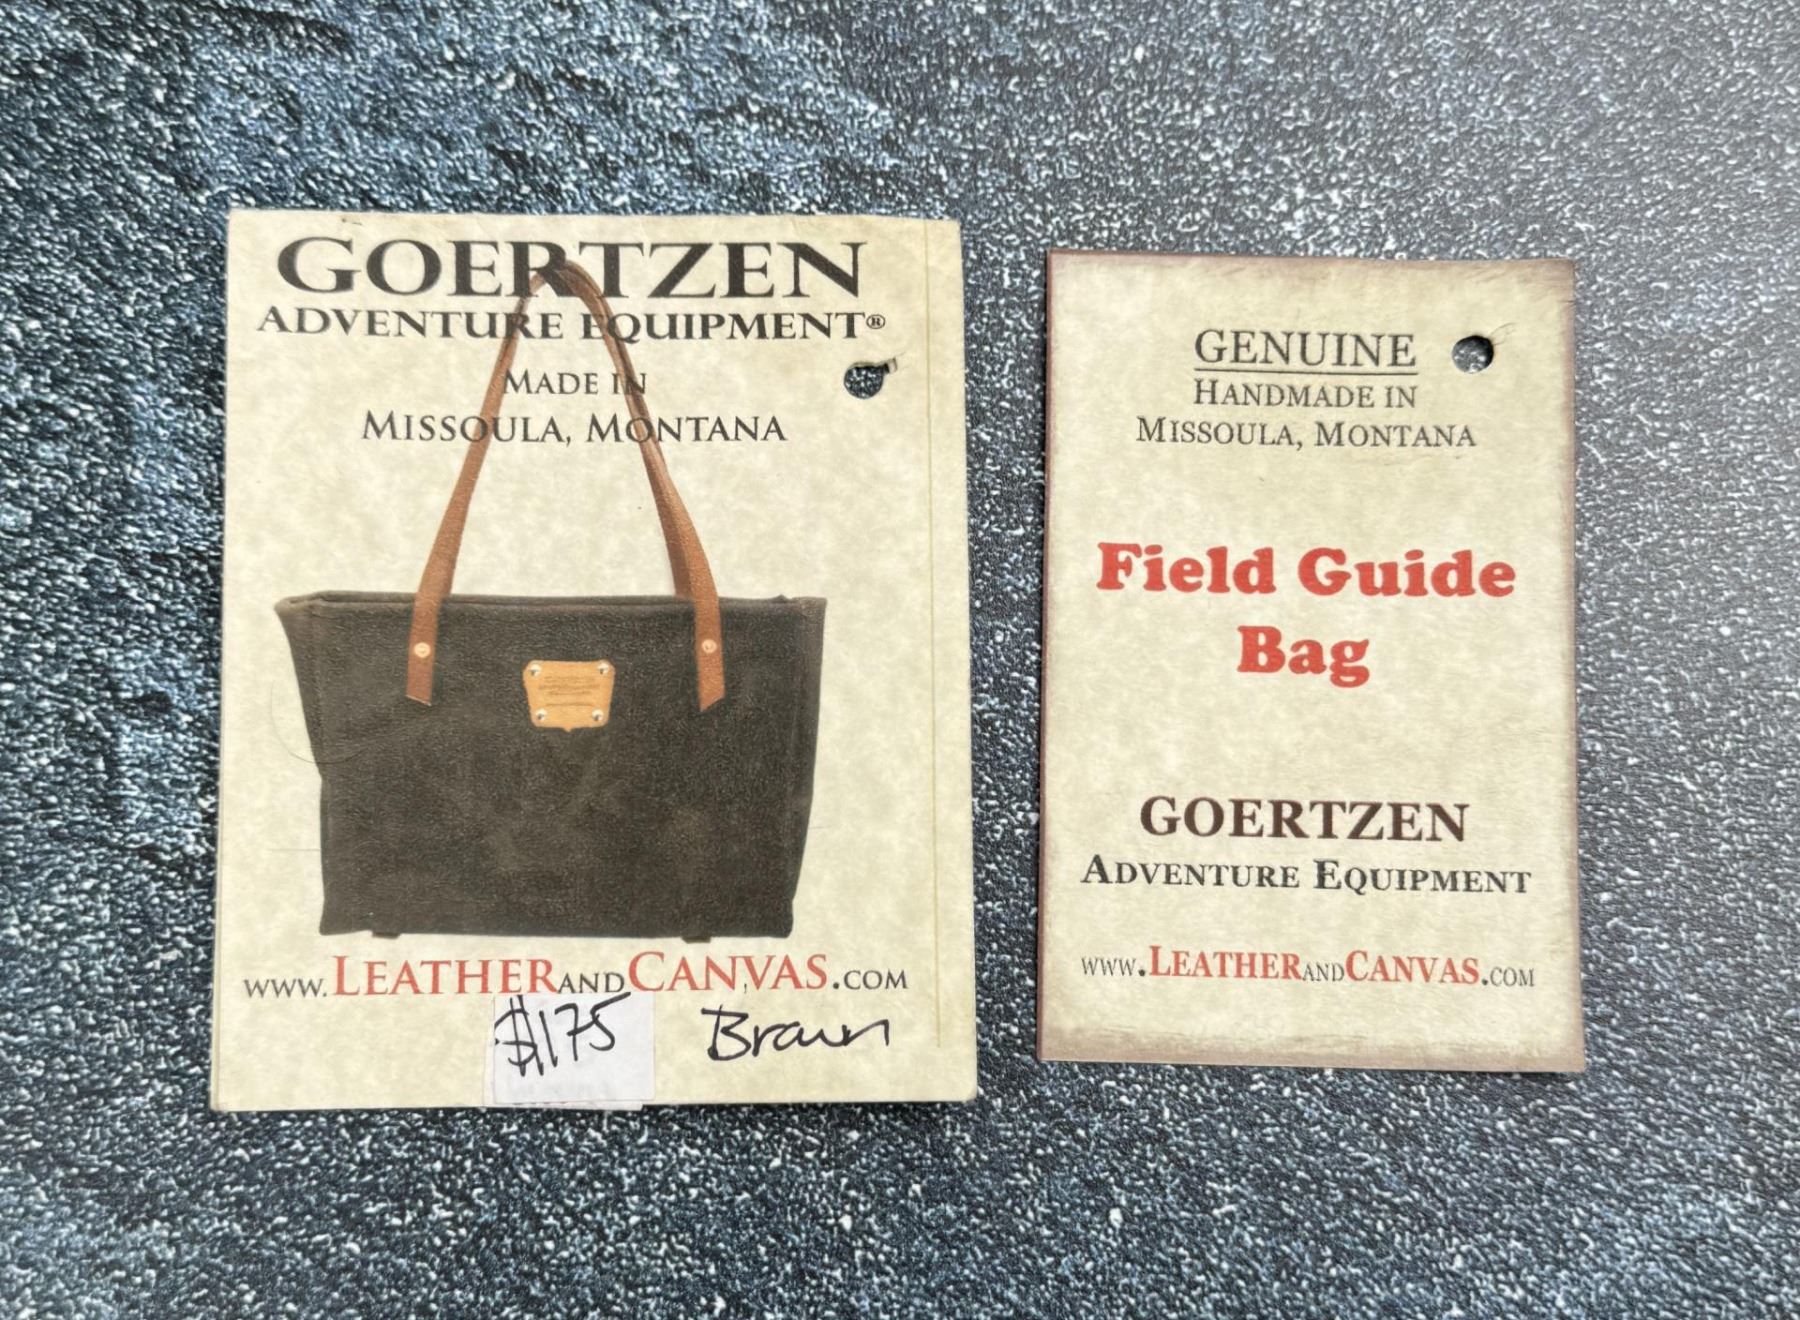 GOERTZEN
ADVENTURE EQUIPMENT®
MADE IN
MISSOULA, MONTANA
www.LEATHERANDCANVAS.COM
$175
Brown
GENUINE
HANDMADE IN
MISSOULA, MONTANA
Field Guide
Bag
GOERTZEN
ADVENTURE EQUIPMENT
www.LEATHERANDCANVAS.COM